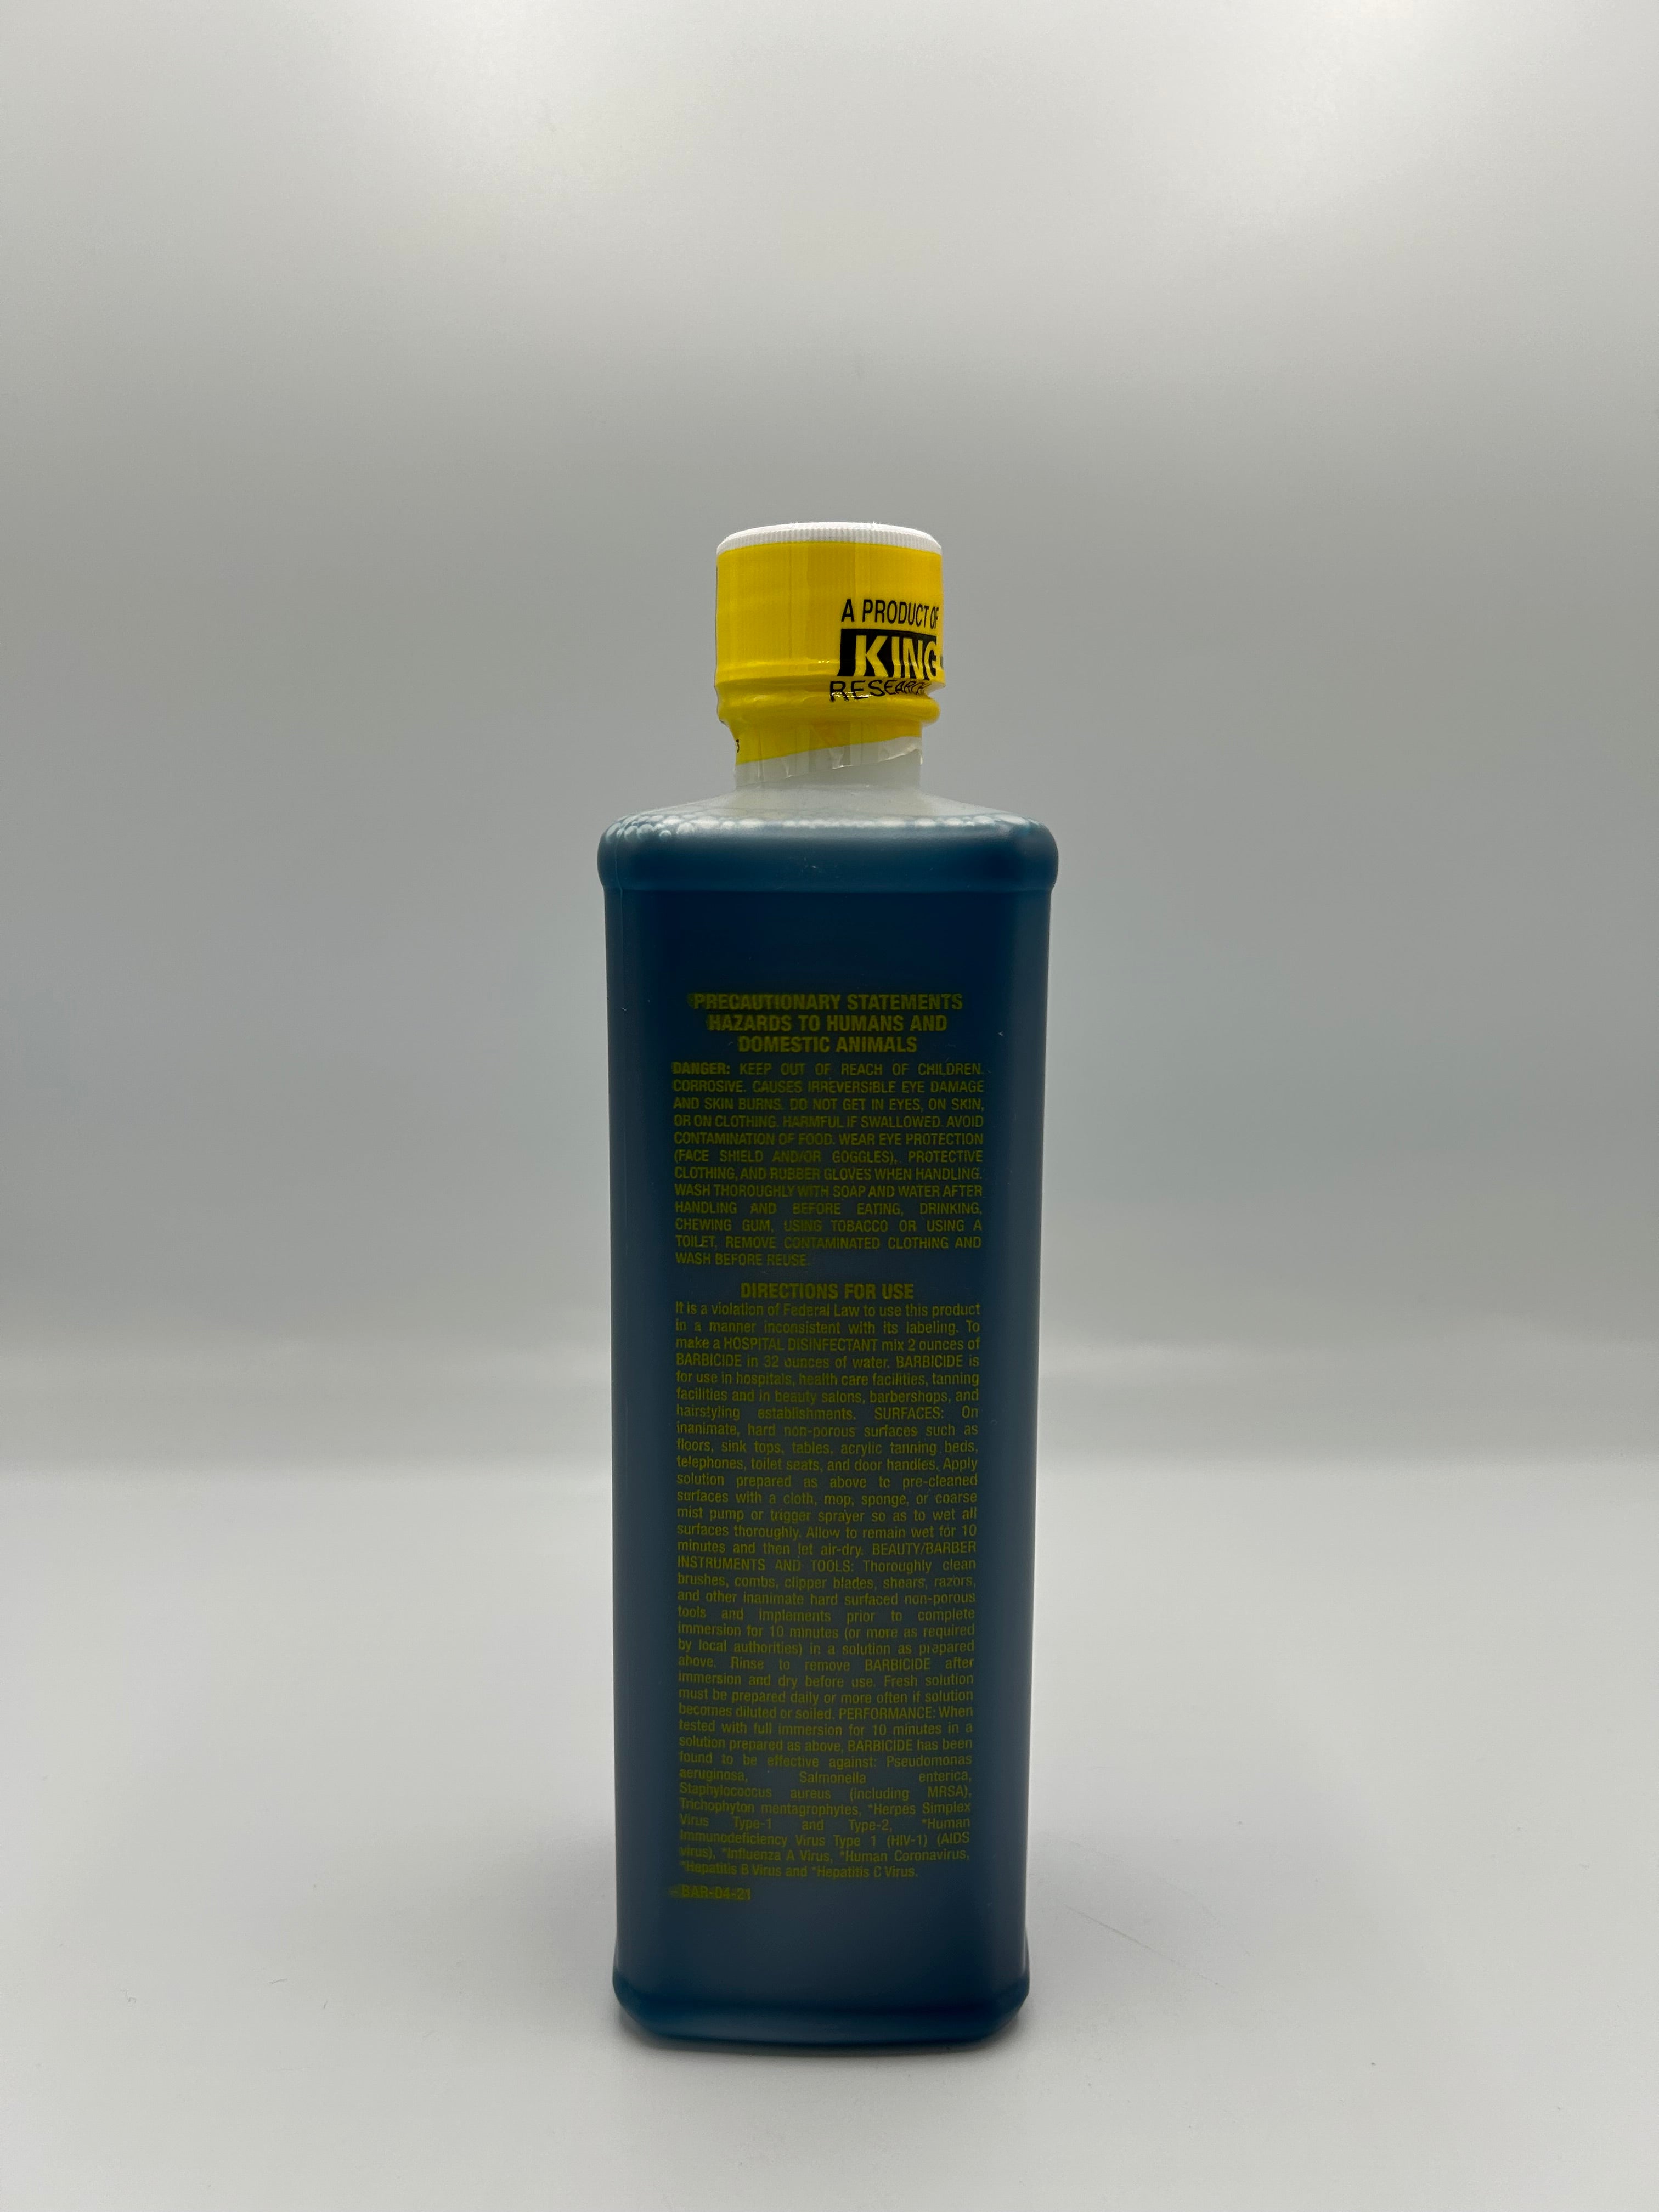 A PRODUCT OF
KING
RESEARCH
PRECAUTIONARY STATEMENTS
HAZARDS TO HUMANS AND
DOMESTIC ANIMALS
DANGER: KEEP OUT OF REACH OF CHILDREN.
CORROSIVE. CAUSES IRREVERSIBLE EYE DAMAGE
AND SKIN BURNS. DO NOT GET IN EYES, ON SKIN,
OR ON CLOTHING. HARMFUL IF SWALLOWED. AVOID
CONTAMINATION OF FOOD. WEAR EYE PROTECTION
(FACE SHIELD AND/OR GOGGLES), PROTECTIVE
CLOTHING, AND RUBBER GLOVES WHEN HANDLING.
WASH THOROUGHLY WITH SOAP AND WATER AFTER
HANDLING AND BEFORE EATING, DRINKING,
CHEWING GUM, USING TOBACCO OR USING A
TOILET, REMOVE CONTAMINATED CLOTHING AND
WASH BEFORE REUSE.
DIRECTIONS FOR USE
It is a violation of Federal Law to use this product
in a manner inconsistent with its labeling. To
make a HOSPITAL DISINFECTANT mix 2 ounces of
BARBICIDE in 32 ounces of water. BARBICIDE is
for use in hospitals, health care facilities, tanning
facilities and in beauty salons, barbershops, and
hairstyling establishments. SURFACES: On
inanimate, hard non-porous surfaces such as
floors, sink tops, tables, acrylic tanning beds,
telephones, toilet seats, and door handles. Apply
solution prepared as above to pre-cleaned
surfaces with a cloth, mop, sponge, or coarse
mist pump or trigger sprayer so as to wet all
surfaces thoroughly. Allow to remain wet for 10
minutes and then let air-dry. BEAUTY/BARBER
INSTRUMENTS AND TOOLS: Thoroughly clean
brushes, combs, clipper blades, shears, razors,
and other inanimate hard surfaced non-porous
tools and implements prior to complete
immersion for 10 minutes (or more as required
by local authorities) in a solution as prepared
above. Rinse to remove BARBICIDE after
immersion and dry before use. Fresh solution
must be prepared daily or more often if solution
becomes diluted or soiled. PERFORMANCE: When
tested with full immersion for 10 minutes in a
solution prepared as above, BARBICIDE has been
found to be effective against: Pseudomonas
aeruginosa, Salmonella enterica,
Staphylococcus aureus (including MRSA),
Trichophyton mentagrophytes, *Herpes Simplex
Virus Type-1 and Type-2, *Human
Immunodeficiency Virus Type 1 (HIV-1) (AIDS
virus), *Influenza A Virus, *Human Coronavirus,
*Hepatitis B Virus and *Hepatitis C Virus.
BAR-D4-21